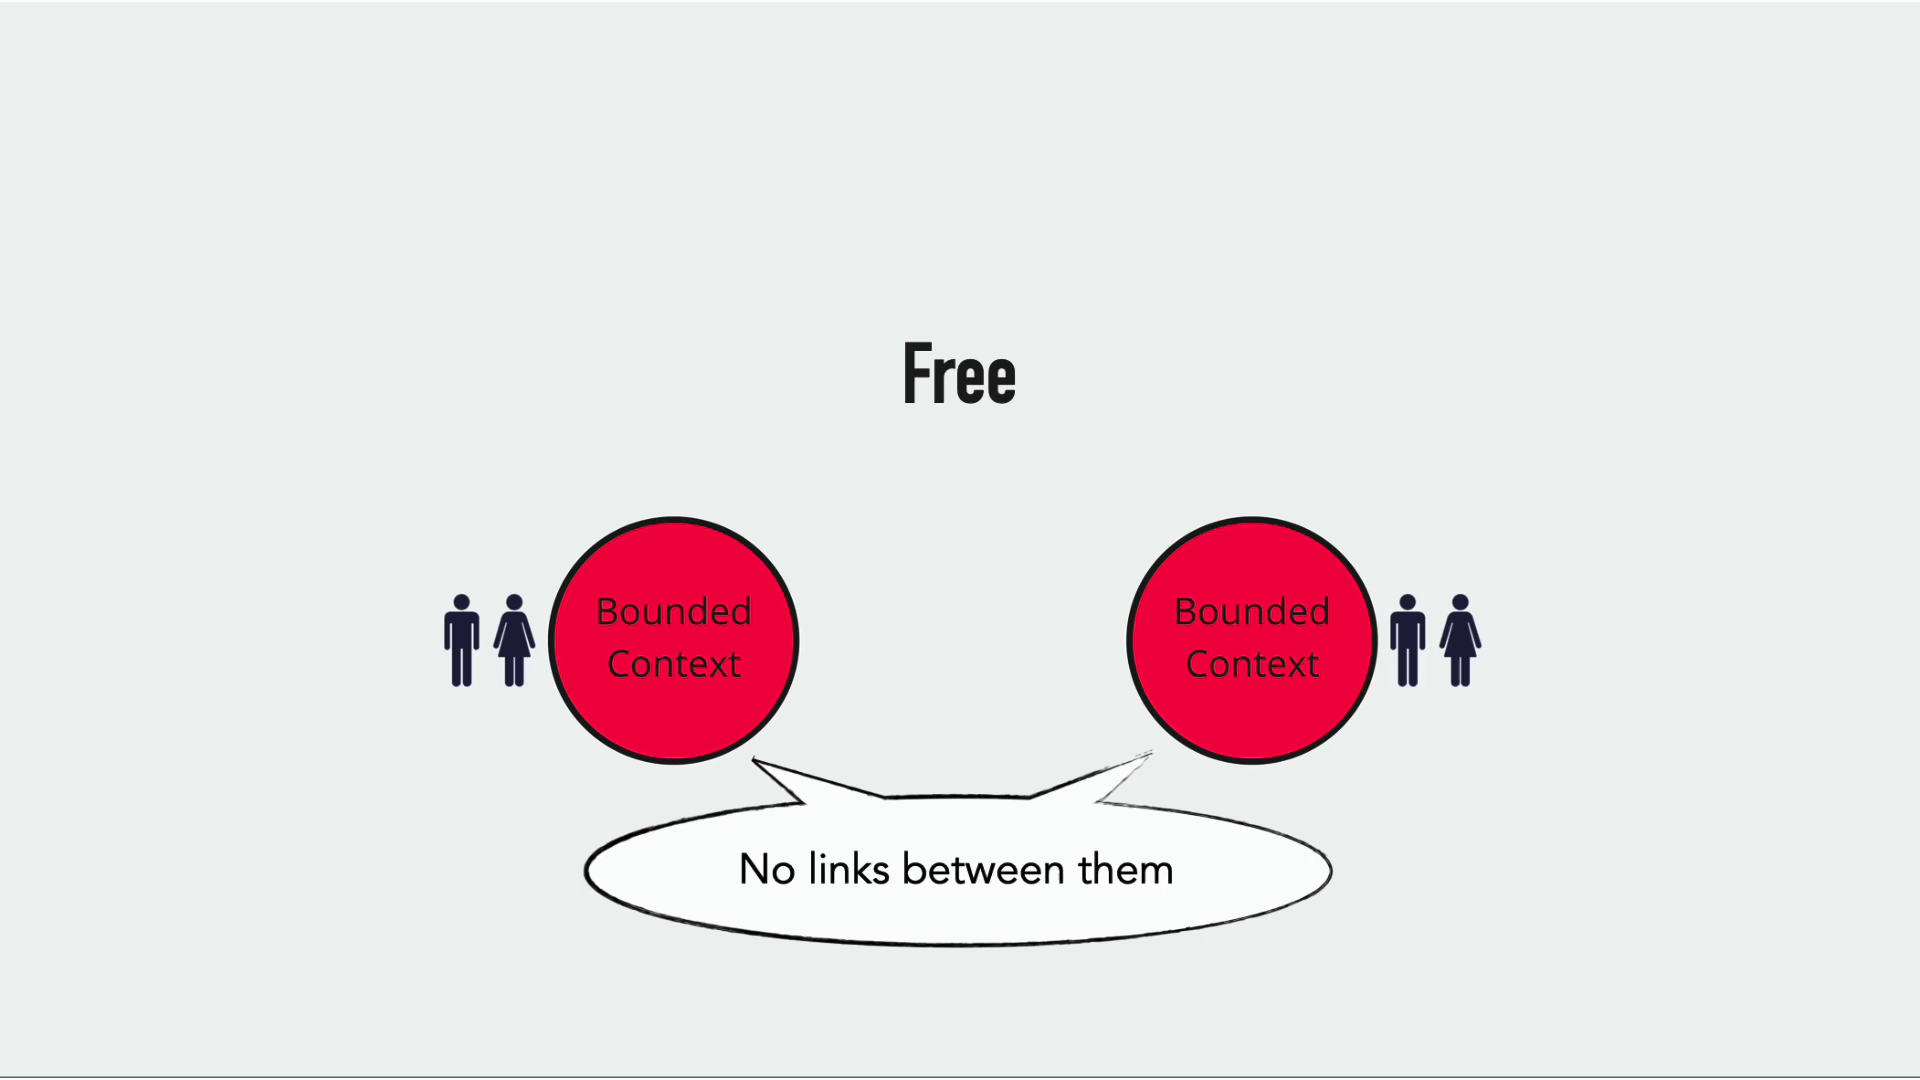 Free
Bounded
Context
Bounded
Context
No links between them